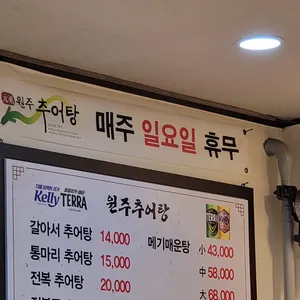 원주 추어탕
매주 일요일 휴무
Kelly TERRA
원주추어탕
갈아서 추어탕 14,000
통마리 추어탕 15,000
전복 추어탕 20,000
메기매운탕 小 43,000
中 58,000
大 68,000